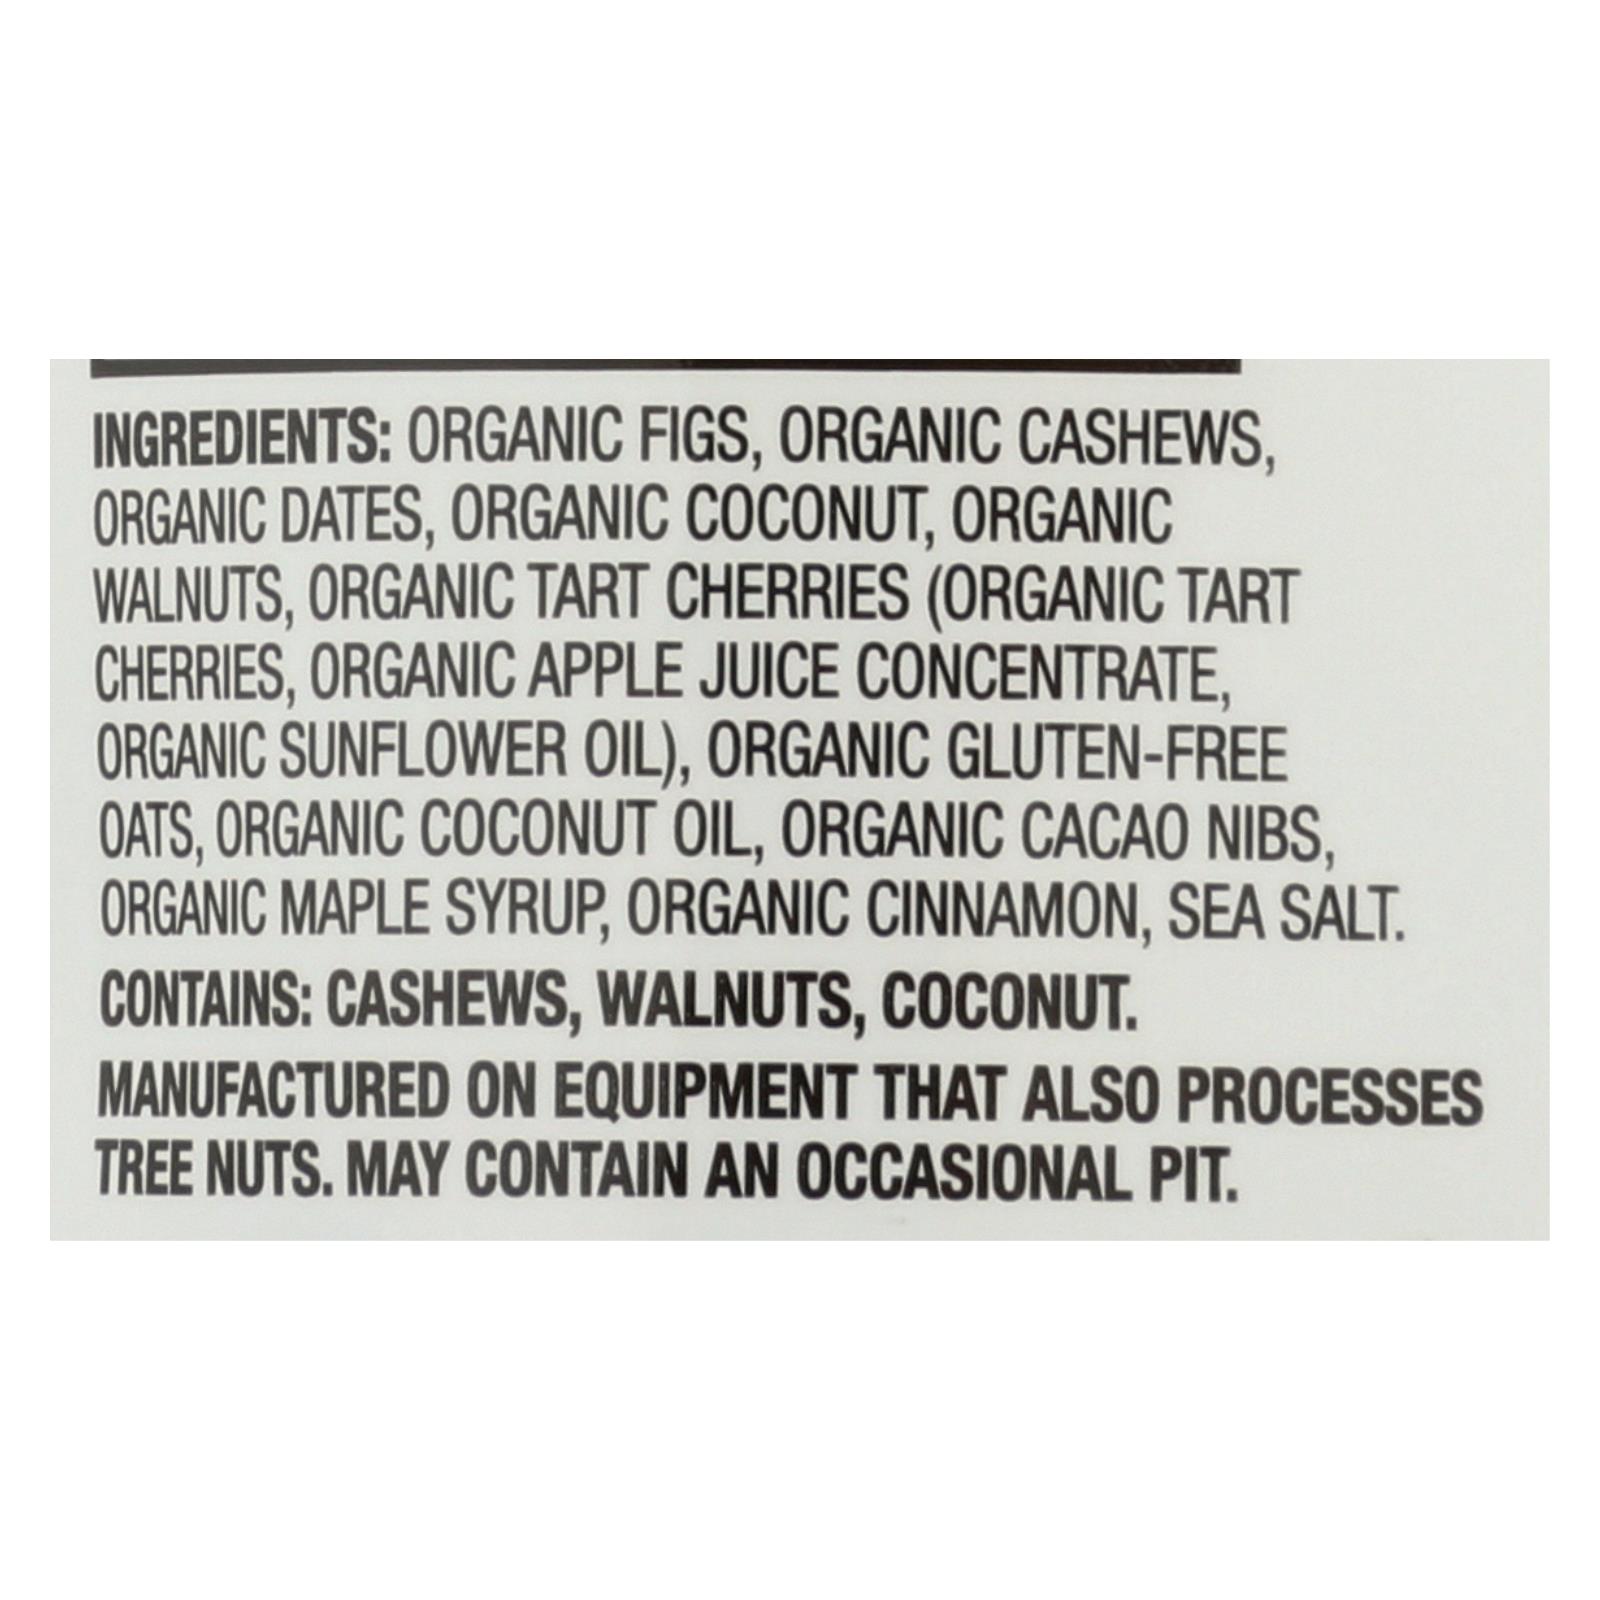 INGREDIENTS: ORGANIC FIGS, ORGANIC CASHEWS,
ORGANIC DATES, ORGANIC COCONUT, ORGANIC
WALNUTS, ORGANIC TART CHERRIES (ORGANIC TART
CHERRIES, ORGANIC APPLE JUICE CONCENTRATE,
ORGANIC SUNFLOWER OIL), ORGANIC GLUTEN-FREE
OATS, ORGANIC COCONUT OIL, ORGANIC CACAO NIBS,
ORGANIC MAPLE SYRUP, ORGANIC CINNAMON, SEA SALT.
CONTAINS: CASHEWS, WALNUTS, COCONUT.
MANUFACTURED ON EQUIPMENT THAT ALSO PROCESSES
TREE NUTS. MAY CONTAIN AN OCCASIONAL PIT.